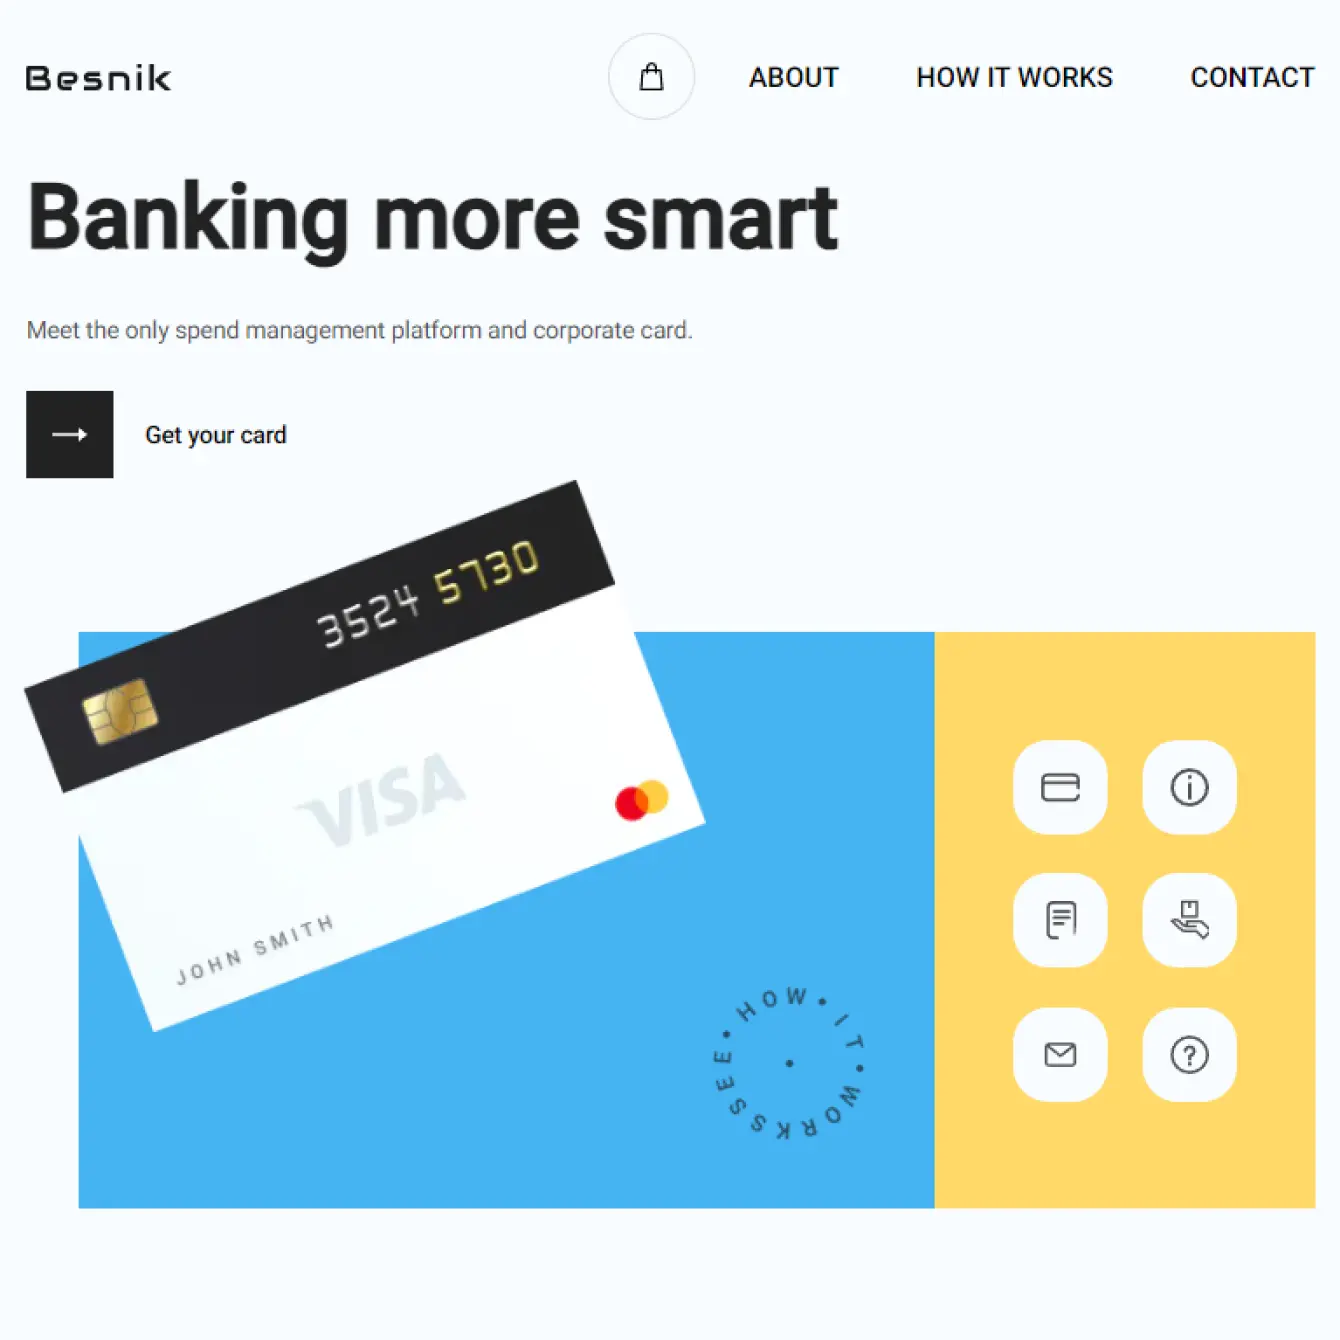 Besnik
ABOUT
HOW IT WORKS
CONTACT
Banking more smart
Meet the only spend management platform and corporate card.
Get your card
3524 5730
VISA
JOHN SMITH
SEE • HOW • IT • WORKS